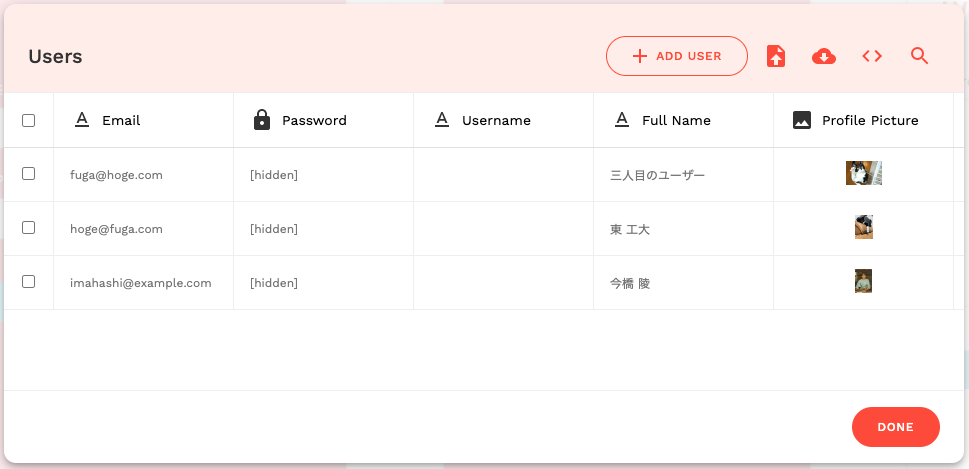 Users
ADD USER
Email Password Username Full Name Profile Picture
fuga@hoge.com [hidden] 三人目のユーザー
hoge@fuga.com [hidden] 東 工大
imahashi@example.com [hidden] 今橋 陵
DONE